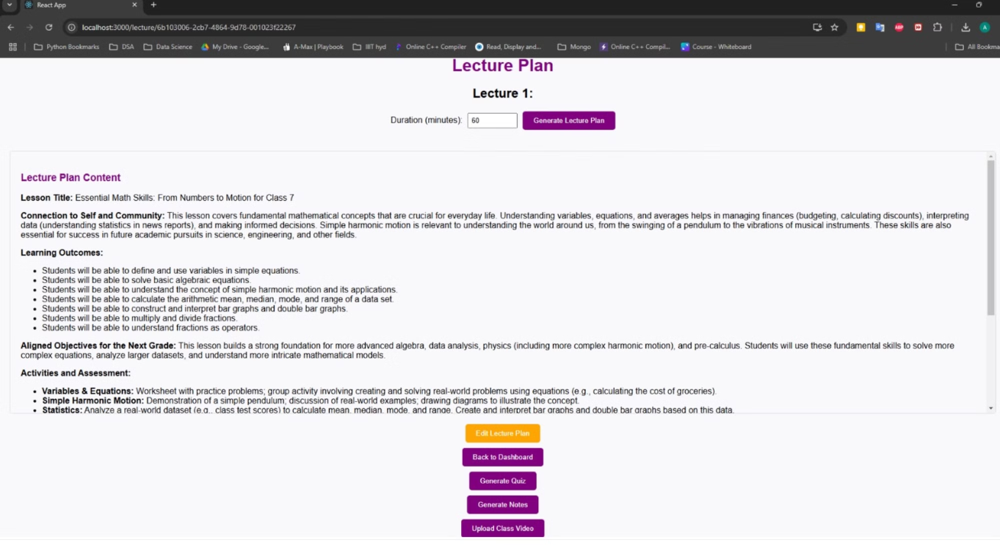 React App
localhost:3000/lecture/6b103006-2cb7-4864-9d78-001023f22267
A
Python Bookmarks DSA Data Science My Drive - Google... A-Max | Playbook IIIT hyd Online C++ Compiler Read, Display and... Mongo Online C++ Compil... Course - Whiteboard All Bookma
Lecture Plan
Lecture 1:
Duration (minutes): 60 Generate Lecture Plan
Lecture Plan Content
Lesson Title: Essential Math Skills: From Numbers to Motion for Class 7
Connection to Self and Community: This lesson covers fundamental mathematical concepts that are crucial for everyday life. Understanding variables, equations, and averages helps in managing finances (budgeting, calculating discounts), interpreting
data (understanding statistics in news reports), and making informed decisions. Simple harmonic motion is relevant to understanding the world around us, from the swinging of a pendulum to the vibrations of musical instruments. These skills are also
essential for success in future academic pursuits in science, engineering, and other fields.
Learning Outcomes:
• Students will be able to define and use variables in simple equations.
• Students will be able to solve basic algebraic equations.
• Students will be able to understand the concept of simple harmonic motion and its applications.
• Students will be able to calculate the arithmetic mean, median, mode, and range of a data set.
• Students will be able to construct and interpret bar graphs and double bar graphs.
• Students will be able to multiply and divide fractions.
• Students will be able to understand fractions as operators.
Aligned Objectives for the Next Grade: This lesson builds a strong foundation for more advanced algebra, data analysis, physics (including more complex harmonic motion), and pre-calculus. Students will use these fundamental skills to solve more
complex equations, analyze larger datasets, and understand more intricate mathematical models.
Activities and Assessment:
• Variables & Equations: Worksheet with practice problems; group activity involving creating and solving real-world problems using equations (e.g., calculating the cost of groceries).
• Simple Harmonic Motion: Demonstration of a simple pendulum; discussion of real-world examples; drawing diagrams to illustrate the concept.
• Statistics: Analyze a real-world dataset (e.g., class test scores) to calculate mean, median, mode, and range. Create and interpret bar graphs and double bar graphs based on this data.
Edit Lecture Plan
Back to Dashboard
Generate Quiz
Generate Notes
Upload Class Video